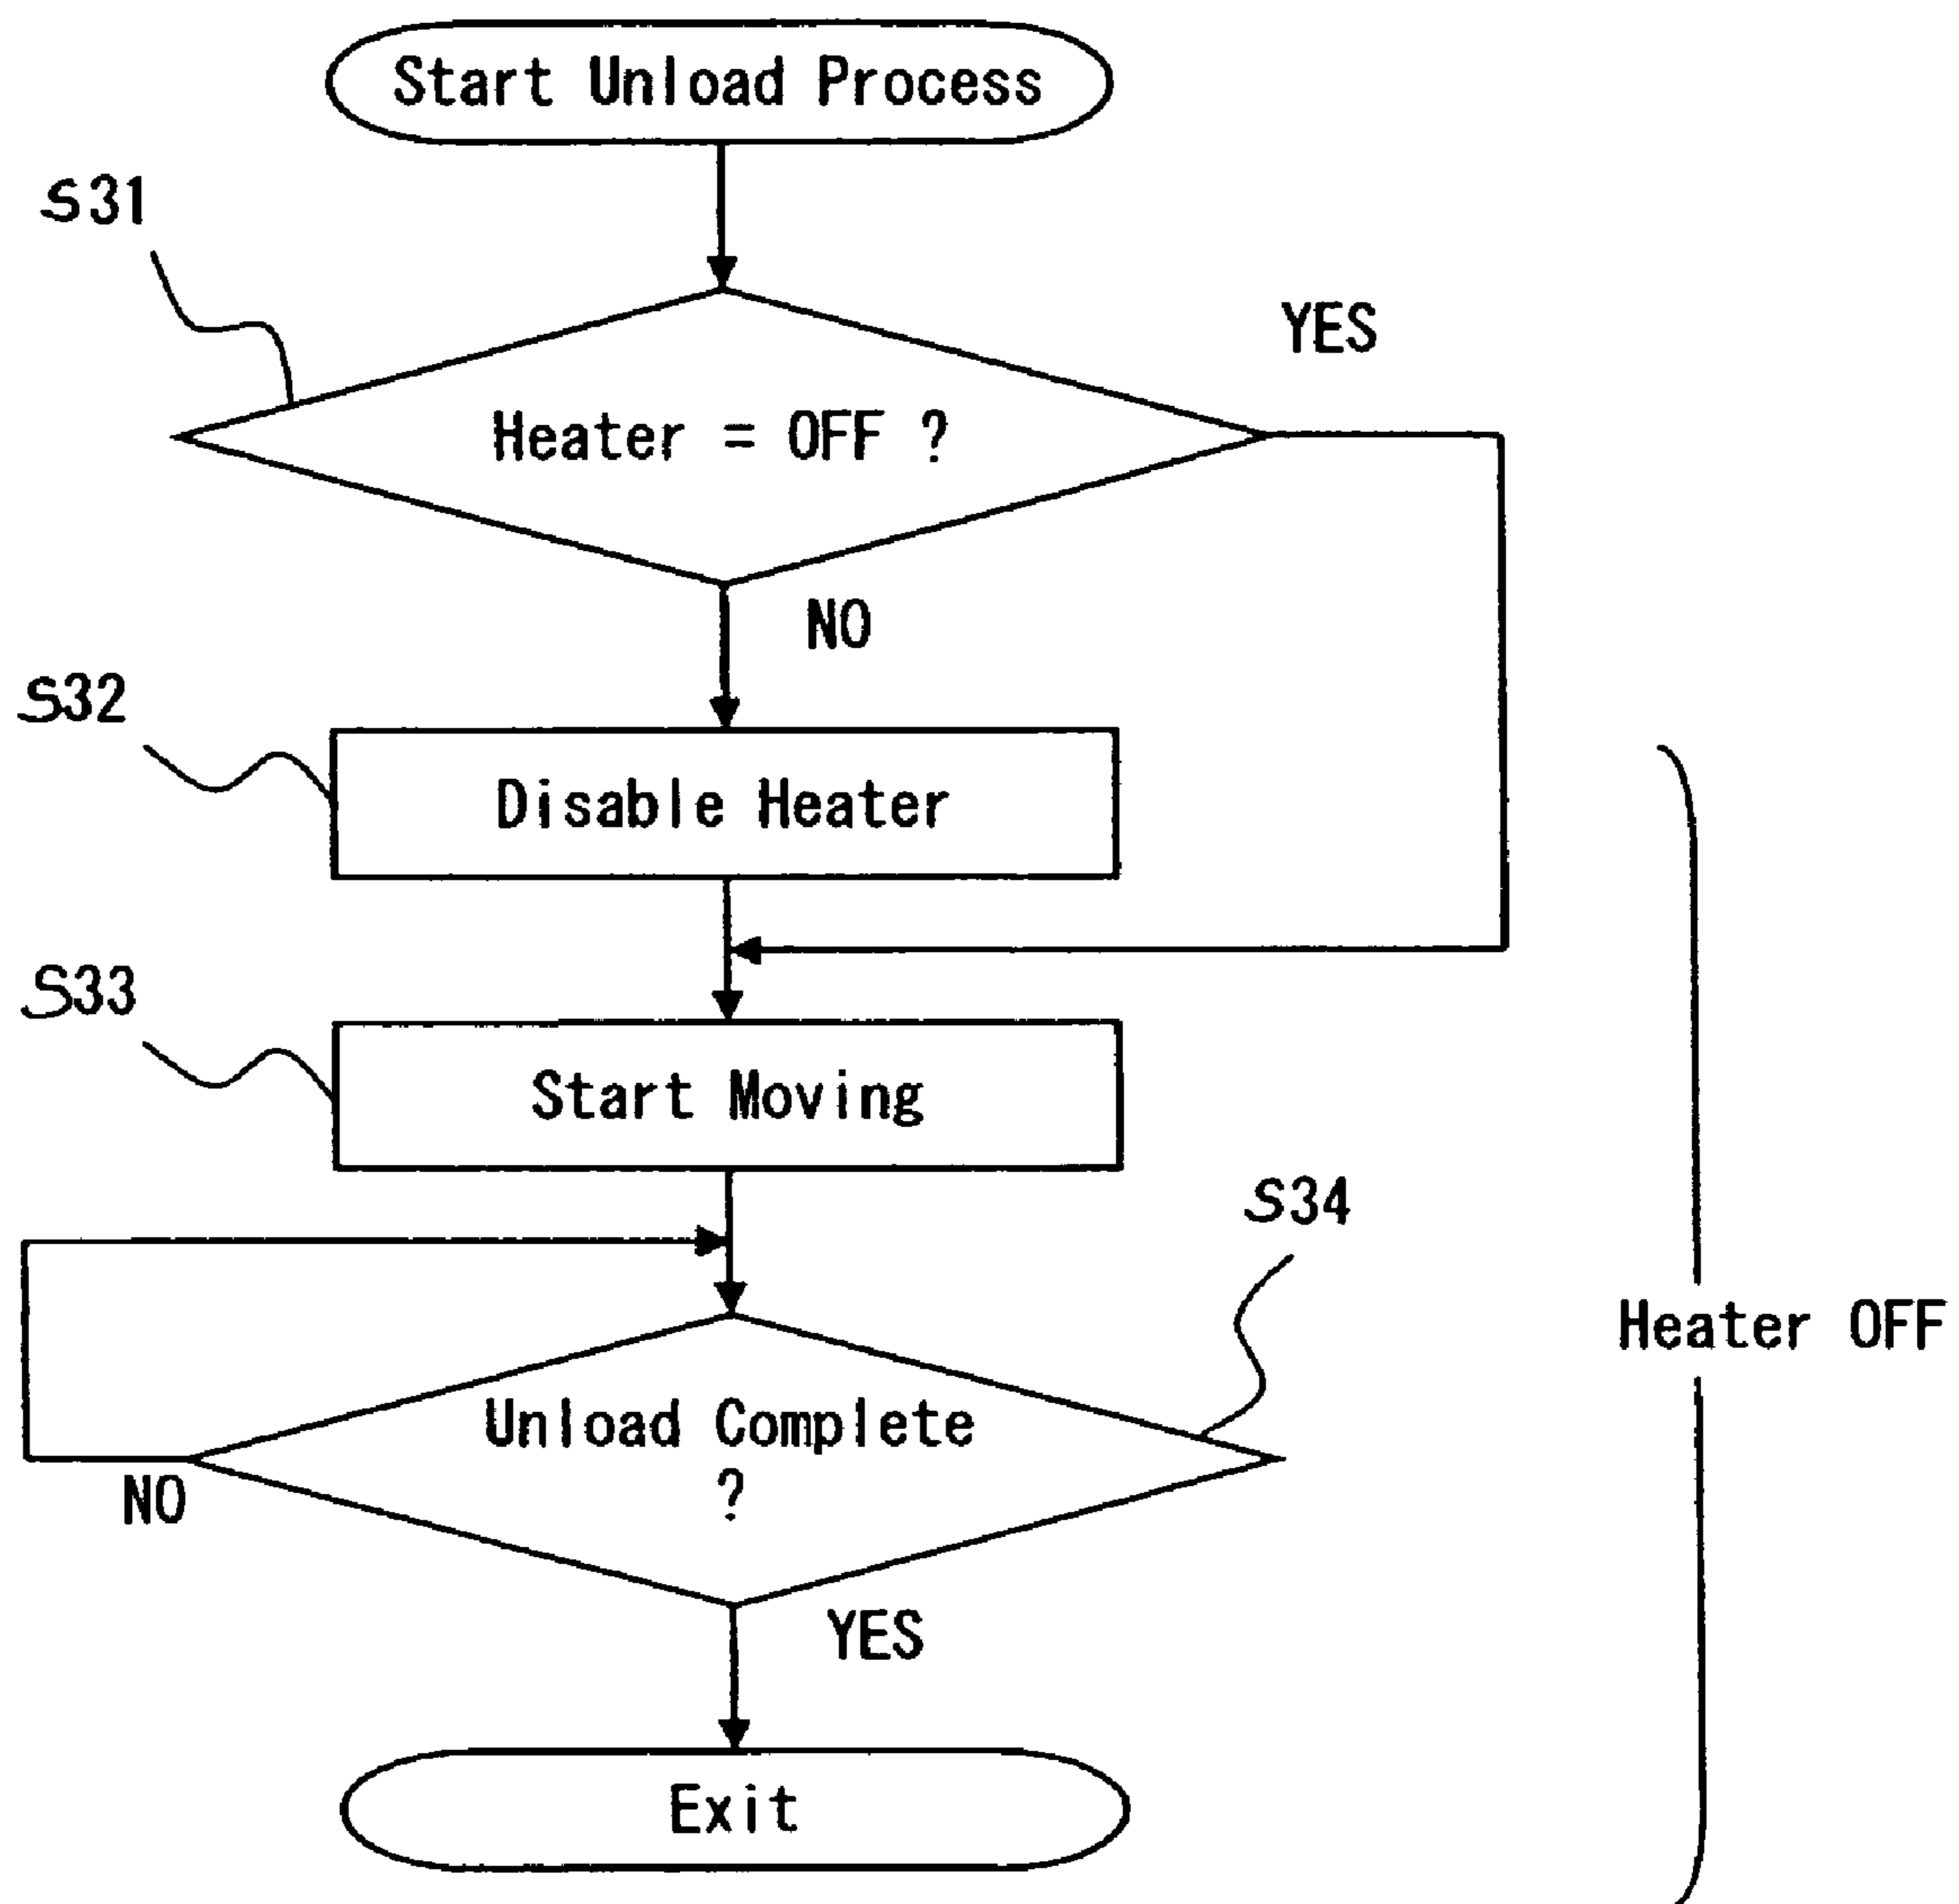 Start Unload Process
S31
YES
Heater = OFF ?
NO
S32
Disable Heater
S33
Start Moving
S34
Heater OFF
Unload Complete
?
NO
YES
Exit